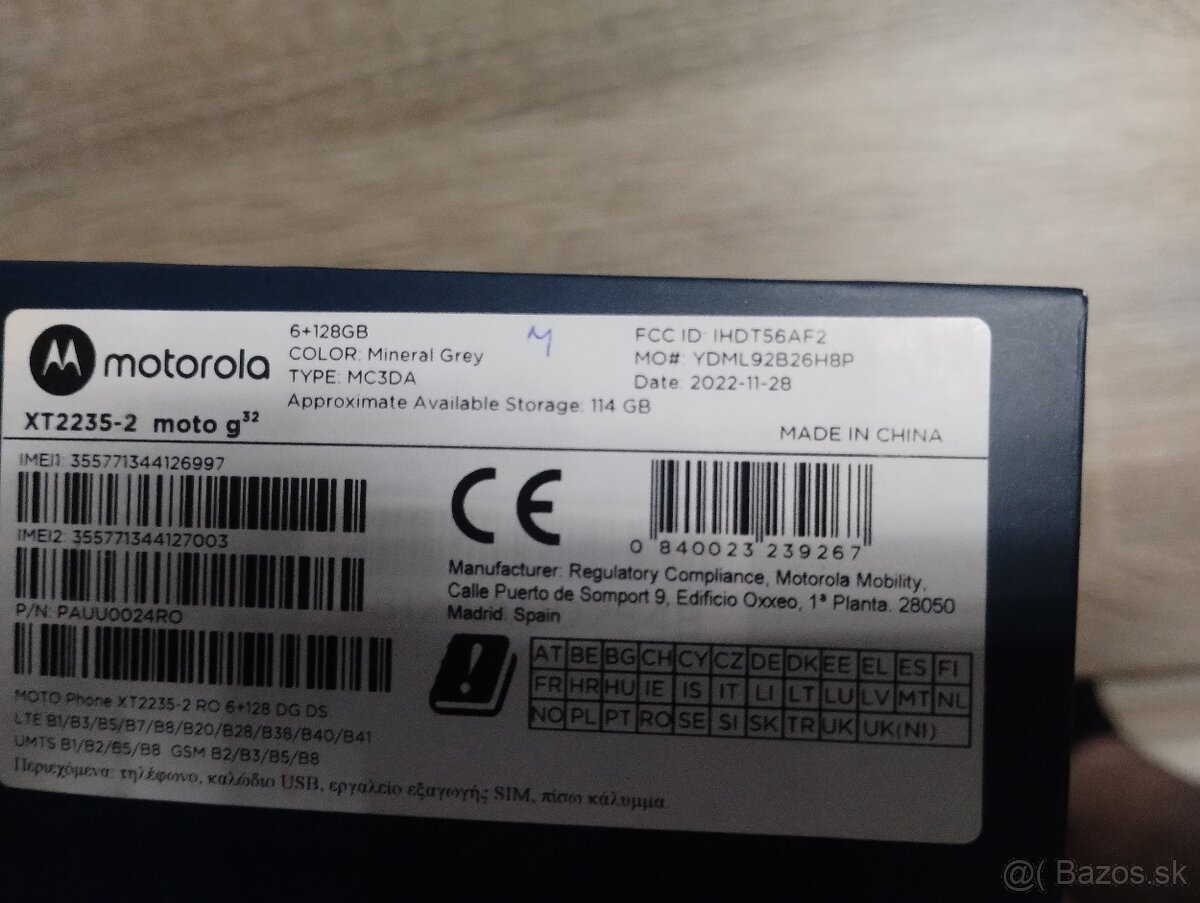 motorola
XT2235-2 moto g³²
6+128GB
COLOR: Mineral Grey
TYPE: MC3DA
Approximate Available Storage: 114 GB
FCC ID: IHDT56AF2
MO#: YDML92B26H8P
Date: 2022-11-28
MADE IN CHINA
IMEI1: 355771344126997
IMEI2: 355771344127003
P/N: PAUU0024RO
MOTO Phone XT2235-2 RO 6+128 DG DS
LTE B1/B3/B5/B7/B8/B20/B28/B38/B40/B41
UMTS B1/B2/B5/B8 GSM B2/B3/B5/B8
Περιεχόμενα: τηλέφωνο, καλώδιο USB, εργαλείο εξαγωγής SIM, πίσω κάλυμμα
CE
0 840023 239267
Manufacturer: Regulatory Compliance, Motorola Mobility,
Calle Puerto de Somport 9, Edificio Oxxeo, 1ª Planta. 28050
Madrid. Spain
AT BE BG CH CY CZ DE DK EE EL ES FI
FR HR HU IE IS IT LI LT LU LV MT NL
NO PL PT RO SE SI SK TR UK UK(NI)
@( Bazos.sk